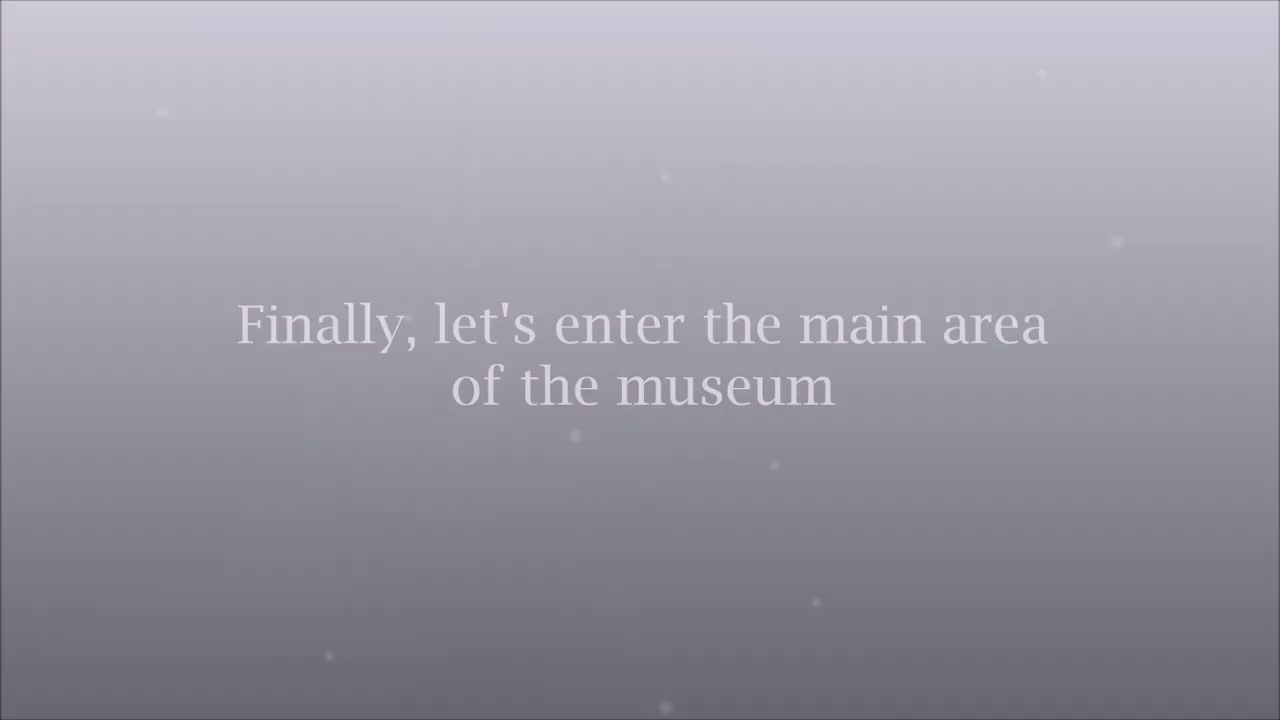 Finally, let's enter the main area
of the museum